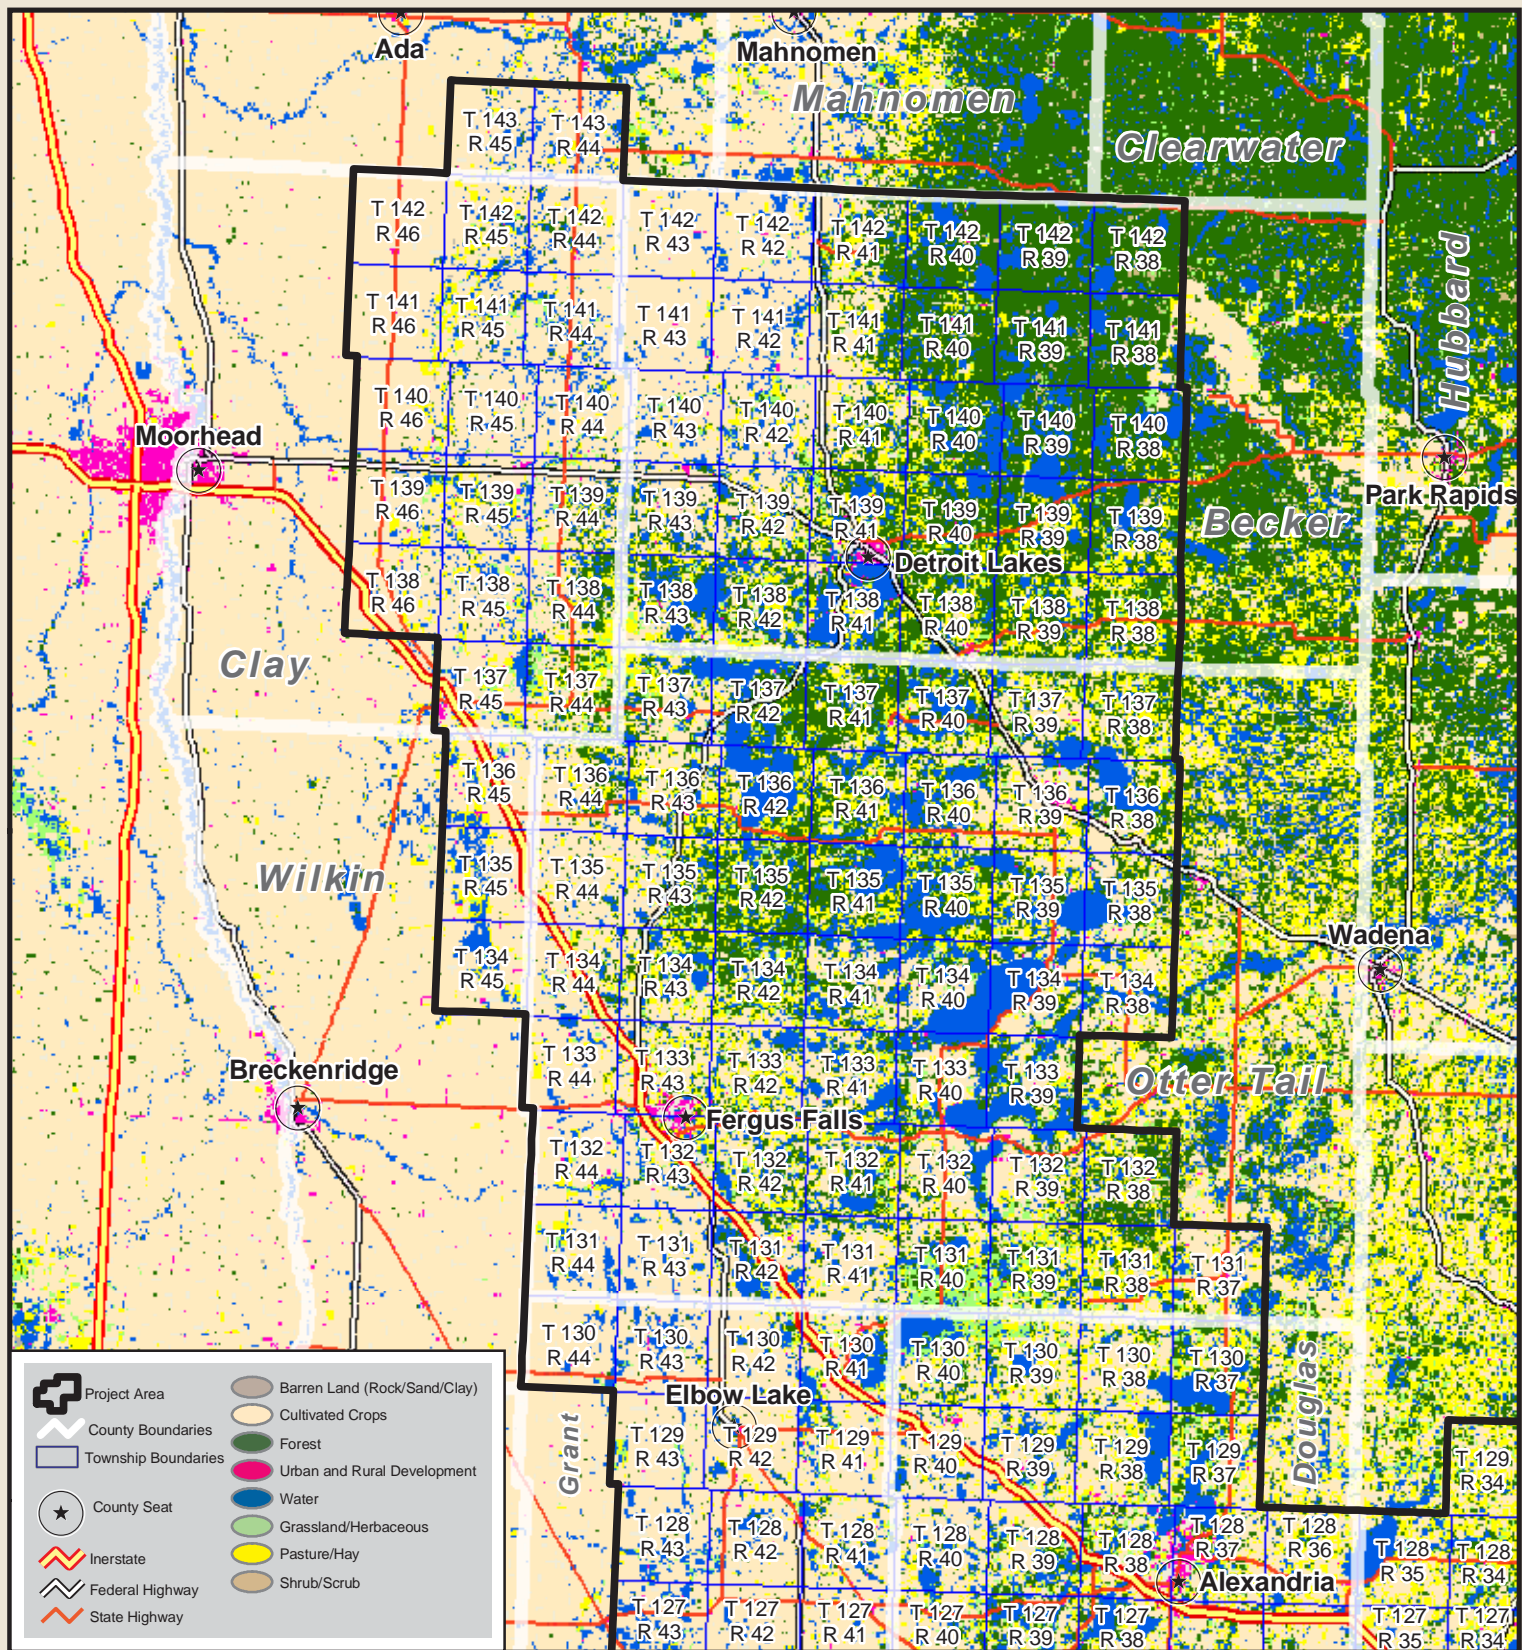 Ada
Mahnomen
Mahnomen
Clearwater
T 143
R 45
T 143
R 44
T 142
R 46
T 142
R 45
T 142
R 44
T 142
R 43
T 142
R 42
T 142
R 41
T 142
R 40
T 142
R 39
T 142
R 38
Hubbard
T 141
R 46
T 141
R 45
T 141
R 44
T 141
R 43
T 141
R 42
T 141
R 41
T 141
R 40
T 141
R 39
T 141
R 38
T 140
R 46
T 140
R 45
T 140
R 44
T 140
R 43
T 140
R 42
T 140
R 41
T 140
R 40
T 140
R 39
T 140
R 38
Moorhead
Park Rapids
T 139
R 46
T 139
R 45
T 139
R 44
T 139
R 43
T 139
R 42
T 139
R 41
T 139
R 40
T 139
R 39
T 139
R 38
Becker
Detroit Lakes
T 138
R 46
T 138
R 45
T 138
R 44
T 138
R 43
T 138
R 42
T 138
R 41
T 138
R 40
T 138
R 39
T 138
R 38
Clay
T 137
R 45
T 137
R 44
T 137
R 43
T 137
R 42
T 137
R 41
T 137
R 40
T 137
R 39
T 137
R 38
T 136
R 45
T 136
R 44
T 136
R 43
T 136
R 42
T 136
R 41
T 136
R 40
T 136
R 39
T 136
R 38
Wilkin
T 135
R 45
T 135
R 44
T 135
R 43
T 135
R 42
T 135
R 41
T 135
R 40
T 135
R 39
T 135
R 38
Wadena
T 134
R 45
T 134
R 44
T 134
R 43
T 134
R 42
T 134
R 41
T 134
R 40
T 134
R 39
T 134
R 38
Breckenridge
T 133
R 44
T 133
R 43
T 133
R 42
T 133
R 41
T 133
R 40
T 133
R 39
Otter Tail
Fergus Falls
T 132
R 44
T 132
R 43
T 132
R 42
T 132
R 41
T 132
R 40
T 132
R 39
T 132
R 38
T 131
R 44
T 131
R 43
T 131
R 42
T 131
R 41
T 131
R 40
T 131
R 39
T 131
R 38
T 131
R 37
T 130
R 44
T 130
R 43
T 130
R 42
T 130
R 41
T 130
R 40
T 130
R 39
T 130
R 38
T 130
R 37
Douglas
Elbow Lake
Grant
T 129
R 43
T 129
R 42
T 129
R 41
T 129
R 40
T 129
R 39
T 129
R 38
T 129
R 37
T 129
R 34
T 128
R 43
T 128
R 42
T 128
R 41
T 128
R 40
T 128
R 39
T 128
R 38
T 128
R 37
T 128
R 36
T 128
R 35
T 128
R 34
Alexandria
T 127
R 43
T 127
R 42
T 127
R 41
T 127
R 40
T 127
R 39
T 127
R 38
T 127
R 35
T 127
R 34
Project Area
County Boundaries
Township Boundaries
County Seat
Inerstate
Federal Highway
State Highway
Barren Land (Rock/Sand/Clay)
Cultivated Crops
Forest
Urban and Rural Development
Water
Grassland/Herbaceous
Pasture/Hay
Shrub/Scrub